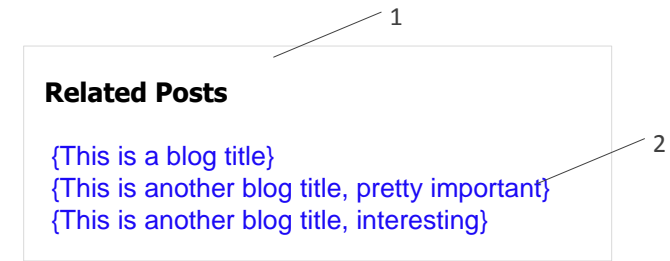 1
Related Posts
{This is a blog title}
{This is another blog title, pretty important}
2
{This is another blog title, interesting}